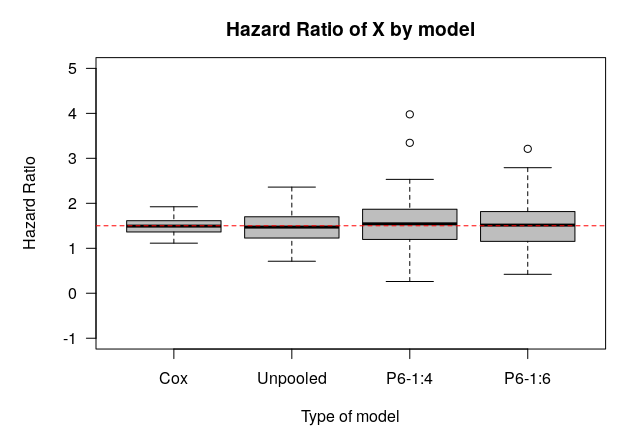 Hazard Ratio of X by model
5
4
3
2
1
0
-1
Hazard Ratio
Cox Unpooled P6-1:4 P6-1:6
Type of model